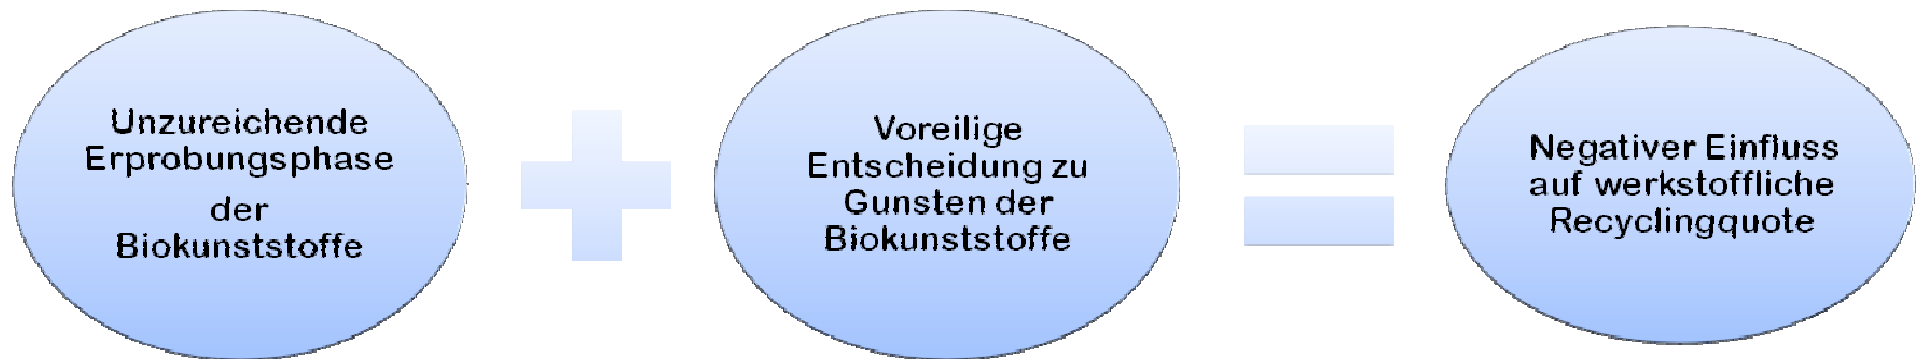 Unzureichende
Erprobungsphase
der
Biokunststoffe
Voreilige
Entscheidung zu
Gunsten der
Biokunststoffe
Negativer Einfluss
auf werkstoffliche
Recyclingquote